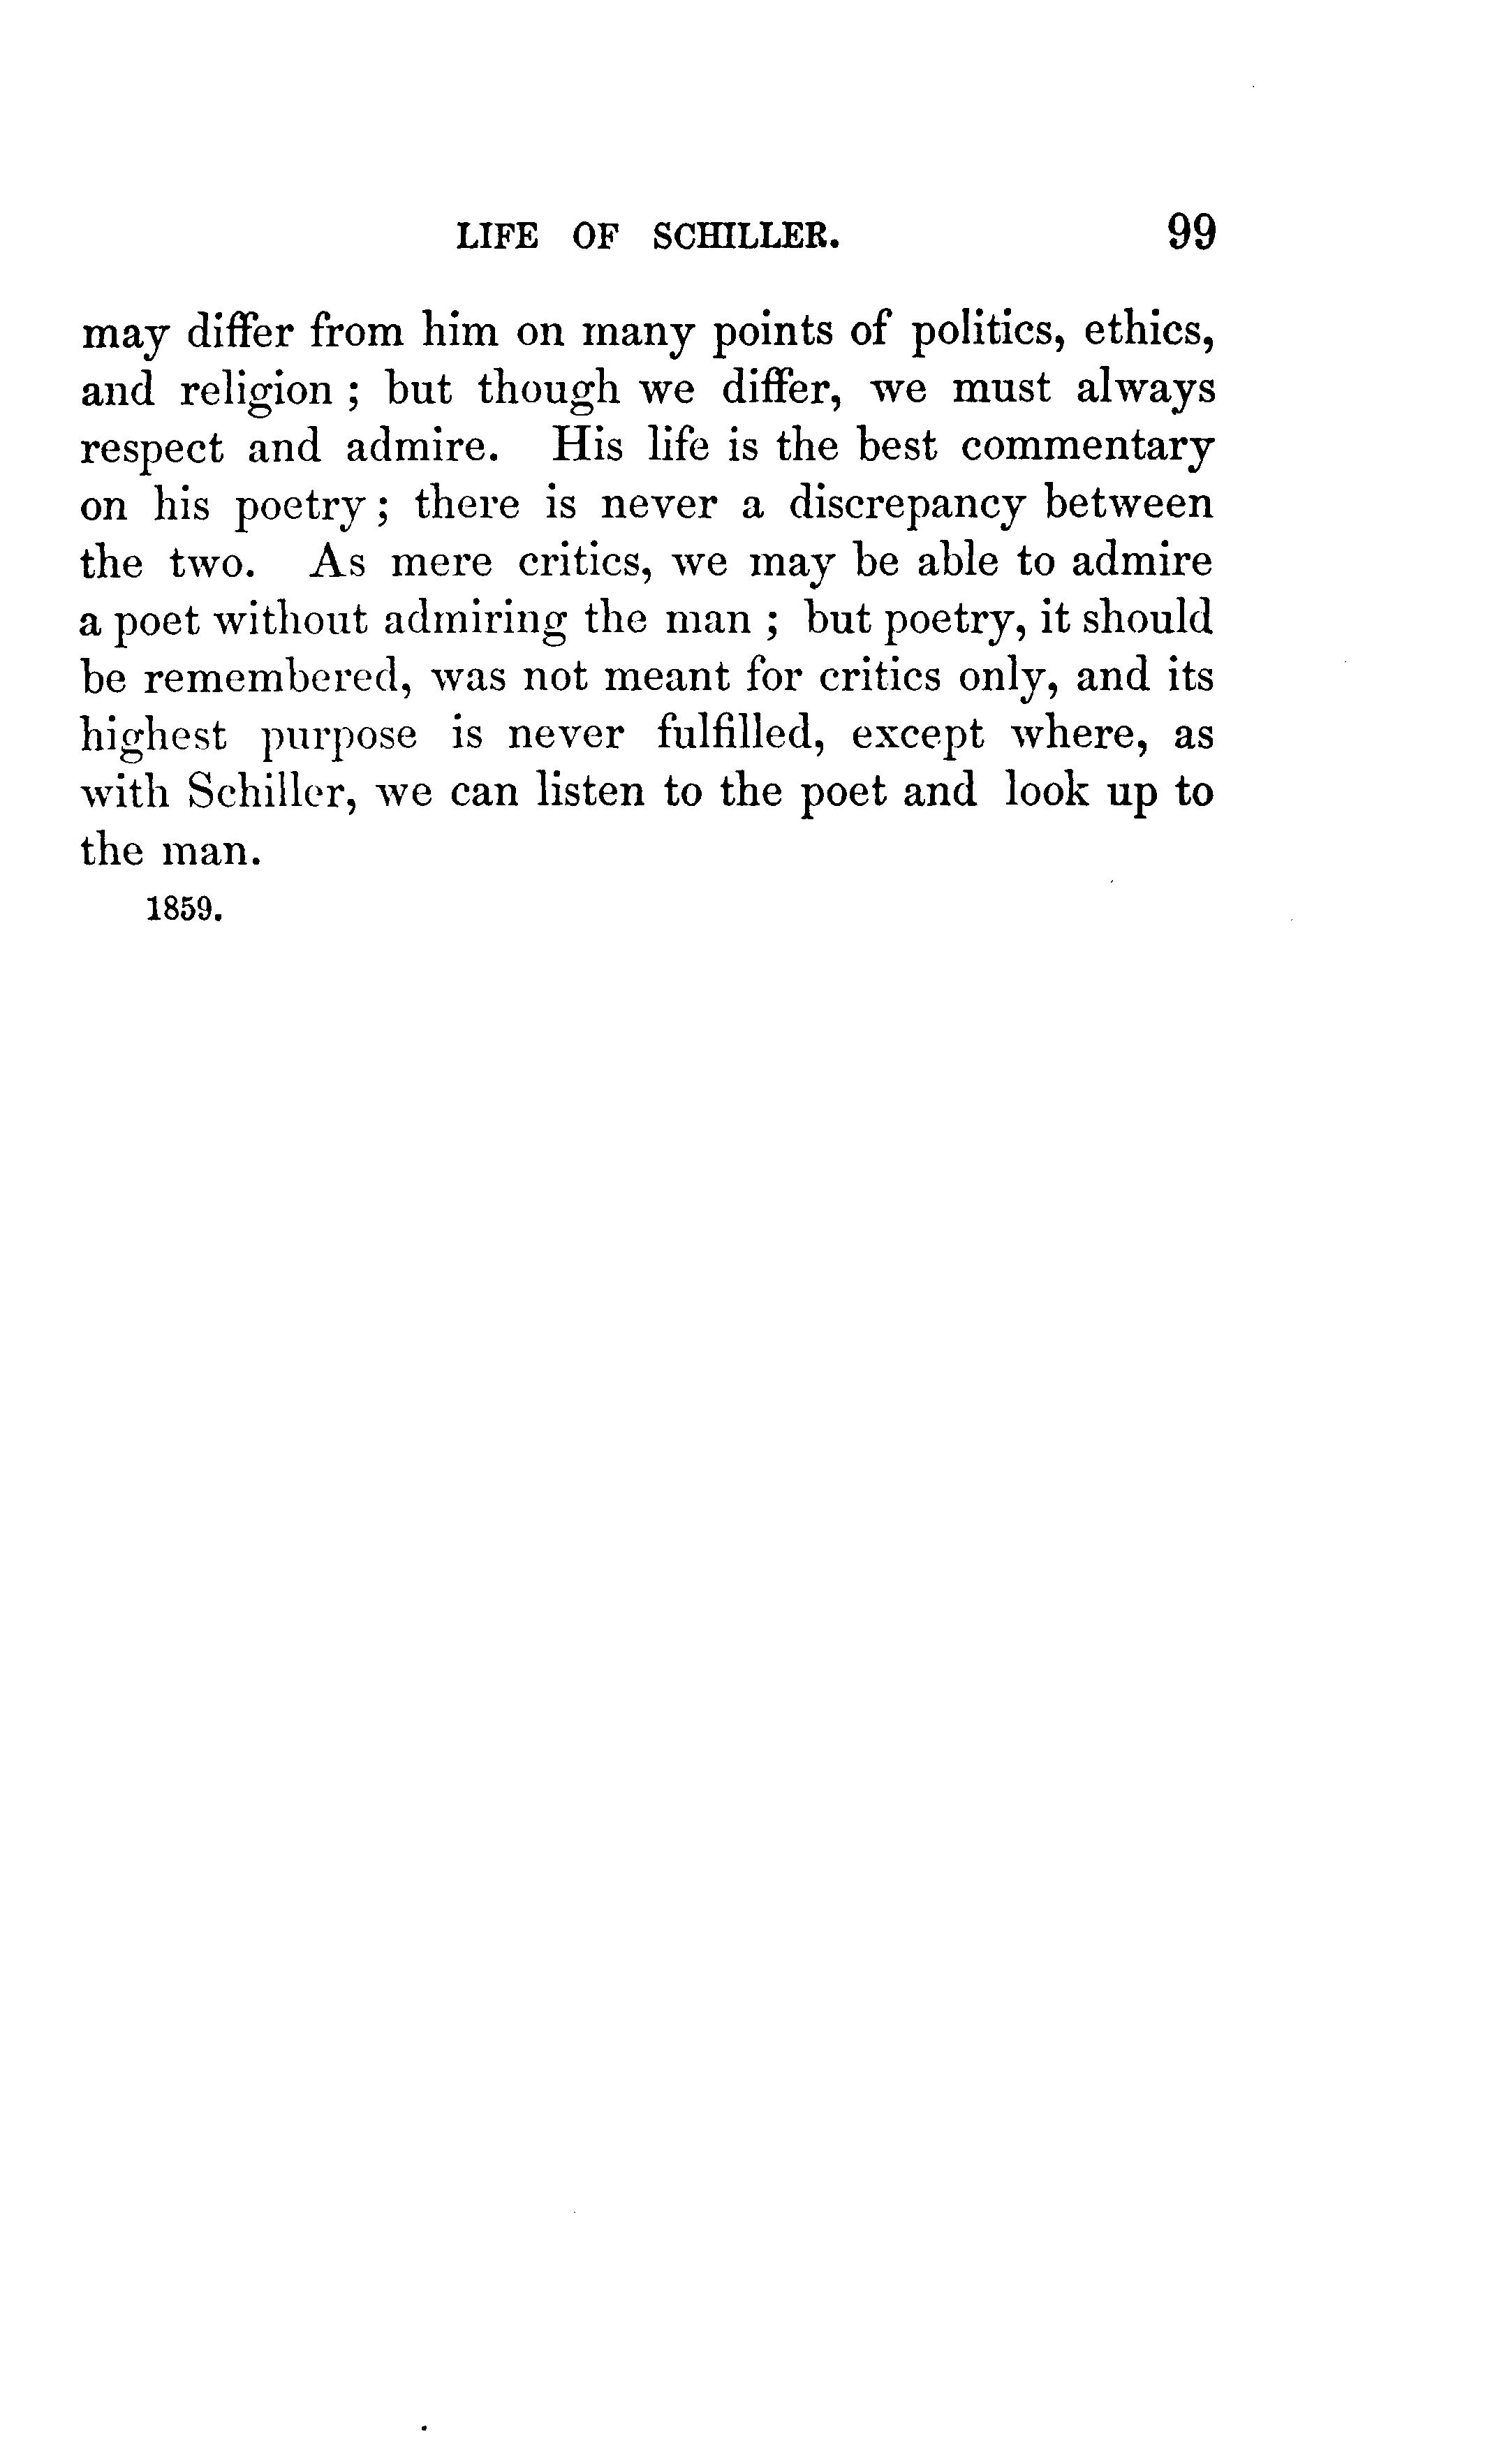 LIFE OF SCHILLER. 99
may differ from him on many points of politics, ethics,
and religion ; but though we differ, we must always
respect and admire. His life is the best commentary
on his poetry ; there is never a discrepancy between
the two. As mere critics, we may be able to admire
a poet without admiring the man ; but poetry, it should
be remembered, was not meant for critics only, and its
highest purpose is never fulfilled, except where, as
with Schiller, we can listen to the poet and look up to
the man.
1859.